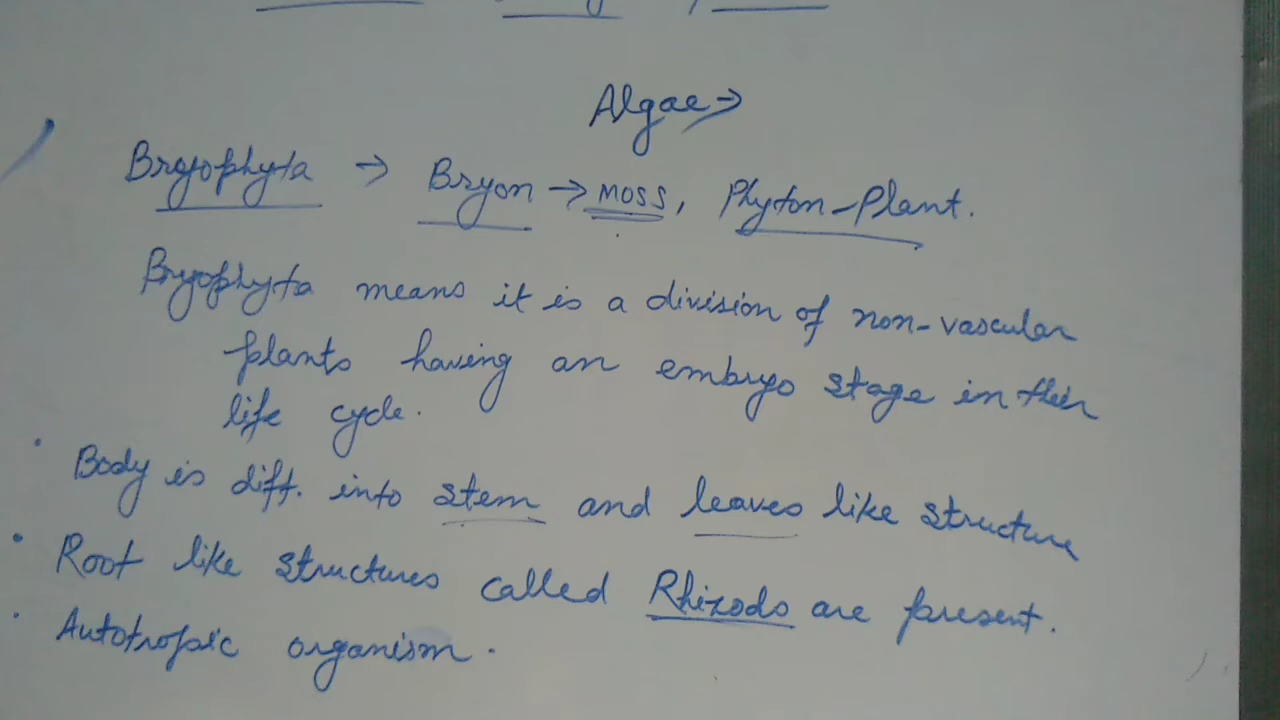 Algae →
Bryophyta → Bryon → Moss, Phyton-Plant.
Bryophyta means it is a division of non-vascular
plants having an embryo stage in their
life cycle.
• Body is diff. into stem and leaves like structure
• Root like structures called Rhizods are present.
• Autotropic organism.